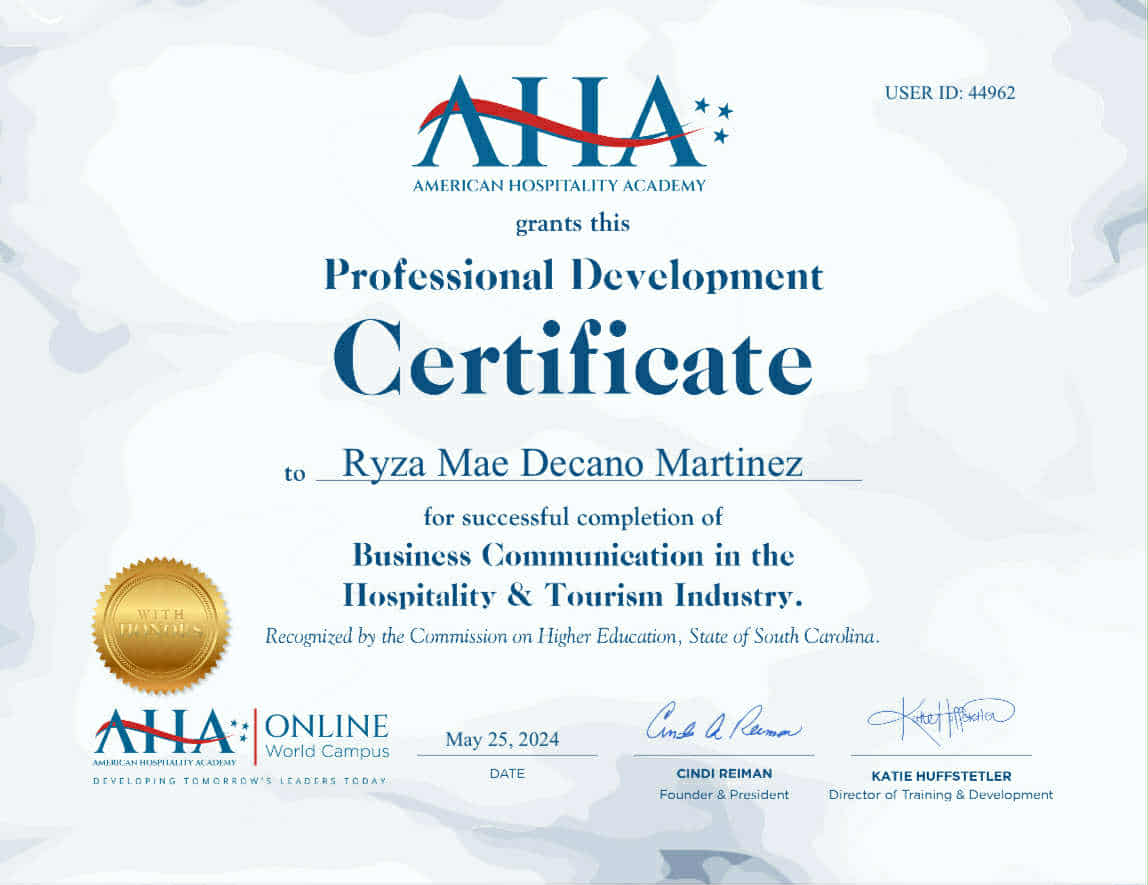 AHA
USER ID: 44962
AMERICAN HOSPITALITY ACADEMY
grants this
Professional Development
Certificate
to Ryza Mae Decano Martinez
for successful completion of
Business Communication in the
Hospitality & Tourism Industry.
Recognized by the Commission on Higher Education, State of South Carolina.
WITH
HONORS
AHA
AMERICAN HOSPITALITY ACADEMY
ONLINE
World Campus
DEVELOPING TOMORROW'S LEADERS TODAY
May 25, 2024
DATE
Cindi A Reiman
CINDI REIMAN
Founder & President
Katie Huffstetler
KATIE HUFFSTETLER
Director of Training & Development